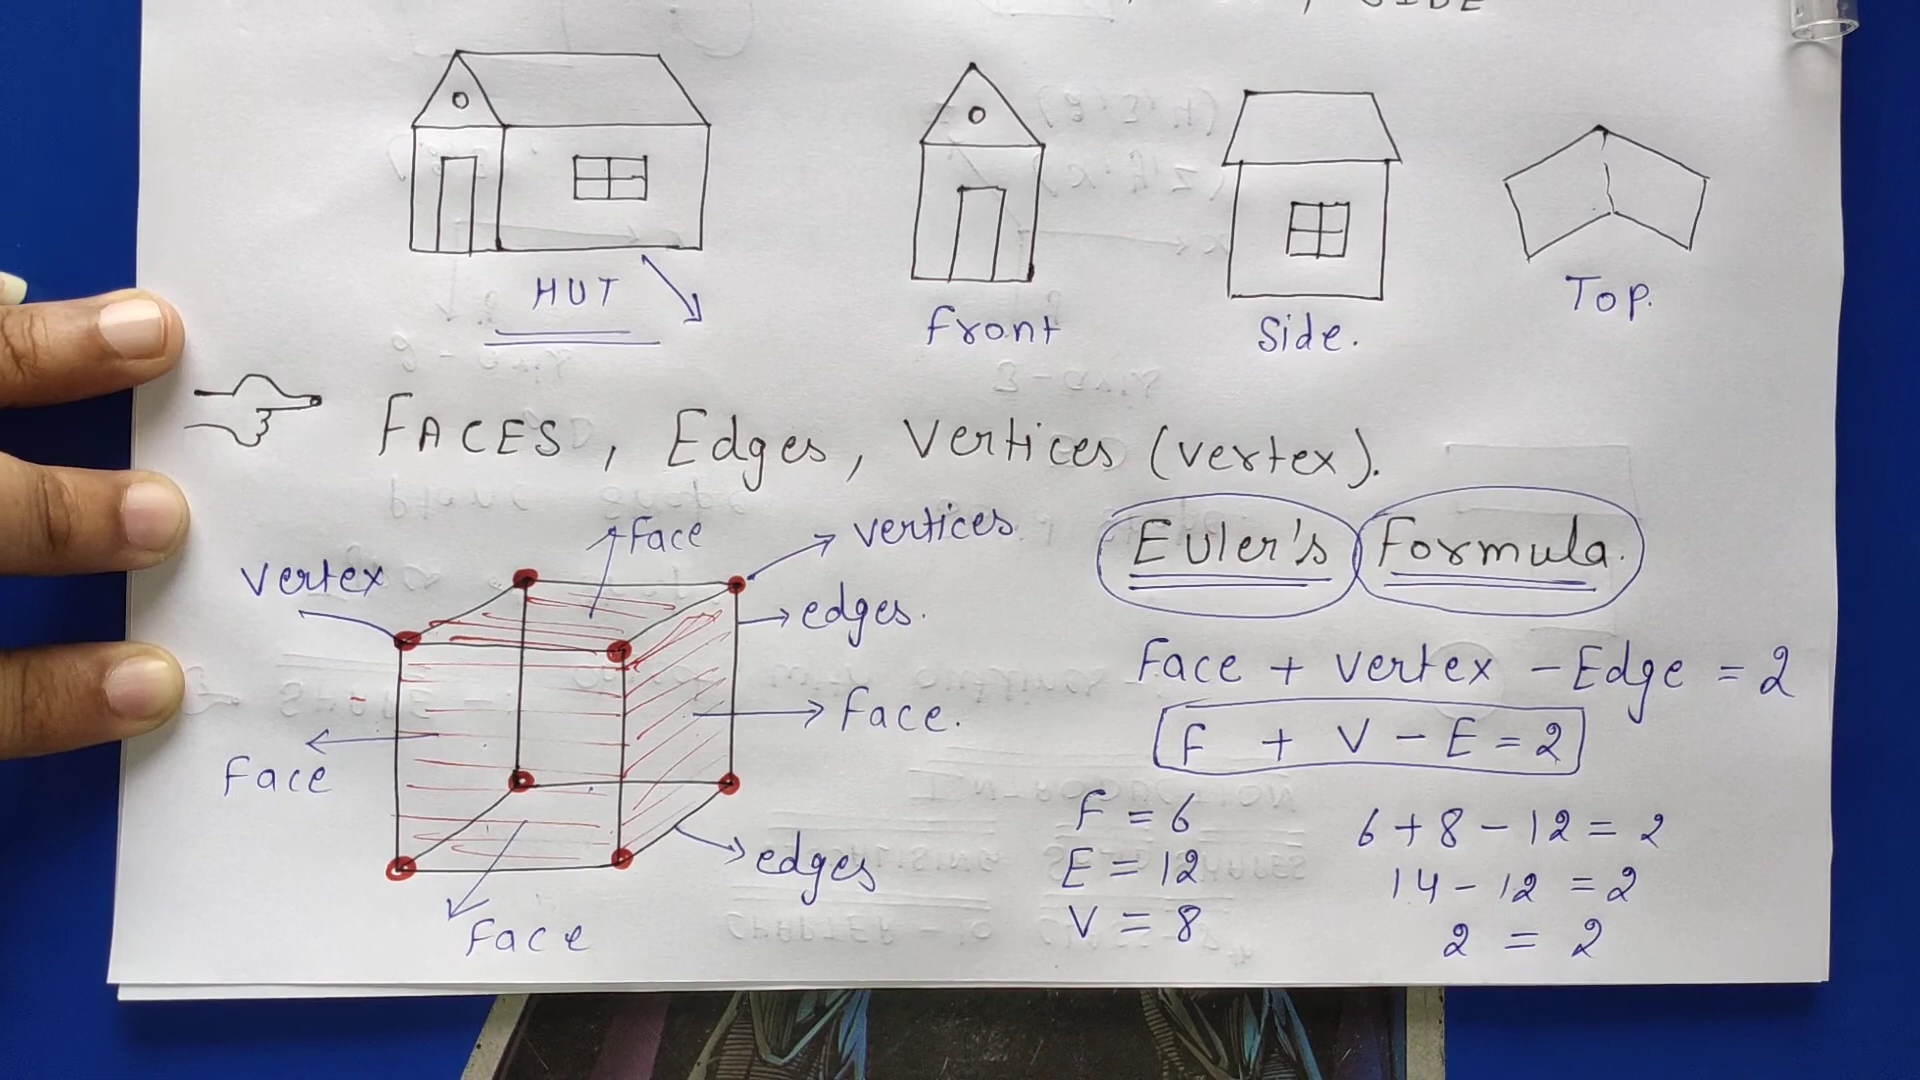 SIDE
HUT
Front
Side.
Top.
FACES, Edges, Vertices (vertex).
Face
vertices
Vertex
edges.
Face.
Face
edges
Face
Euler's Formula.
Face + Vertex - Edge = 2
F + V - E = 2
F = 6
E = 12
V = 8
6 + 8 - 12 = 2
14 - 12 = 2
2 = 2